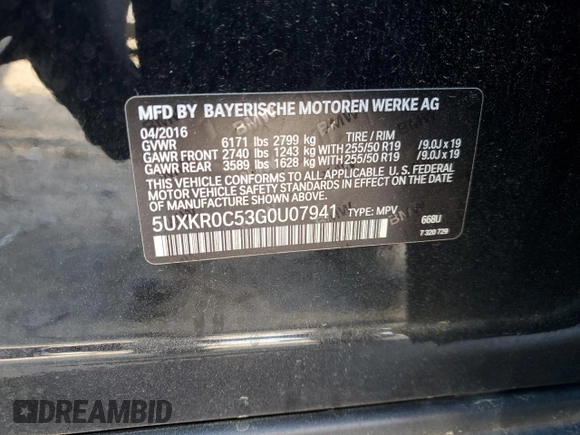 MFD BY BAYERISCHE MOTOREN WERKE AG
04/2016 TIRE / RIM
GVWR 6171 lbs 2799 kg
GAWR FRONT 2740 lbs 1243 kg WITH 255/50 R19 /9.0J x 19
GAWR REAR 3589 lbs 1628 kg WITH 255/50 R19 /9.0J x 19
THIS VEHICLE CONFORMS TO ALL APPLICABLE U. S. FEDERAL
MOTOR VEHICLE SAFETY STANDARDS IN
EFFECT ON THE DATE OF MANUFACTURE SHOWN ABOVE.
5UXKR0C53G0U07941 TYPE: MPV 668U
7 320 729
DREAMBID